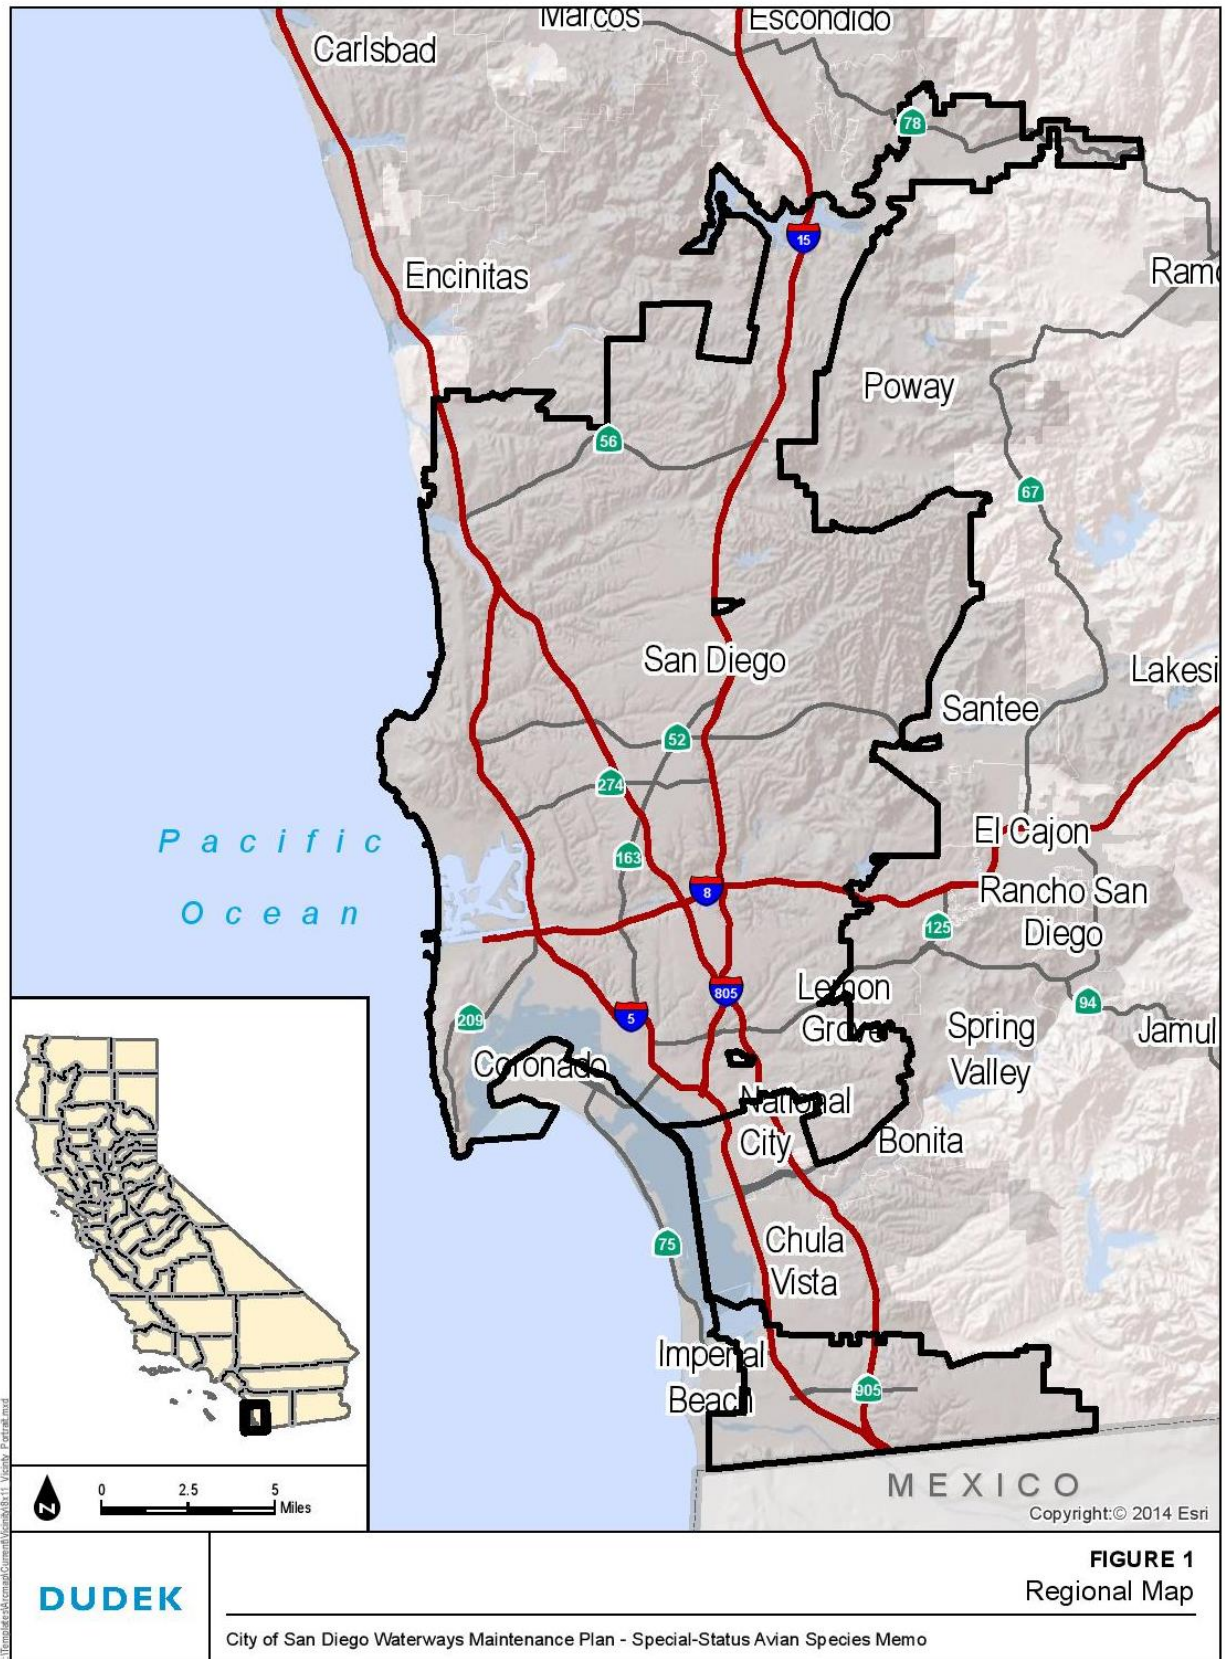 Marcos
Escondido
Carlsbad
78
15
Encinitas
Ramo
Poway
56
67
San Diego
Lakesi
Santee
52
274
Pacific
Ocean
El Cajon
163
8
Rancho San
Diego
125
805
Lemon
Grove
94
209
5
Spring
Valley
Jamul
Coronado
National
City
Bonita
75
Chula
Vista
Imperial
Beach
905
MEXICO
Copyright:© 2014 Esri
N
0 2.5 5
Miles
DUDEK
FIGURE 1
Regional Map
City of San Diego Waterways Maintenance Plan - Special-Status Avian Species Memo